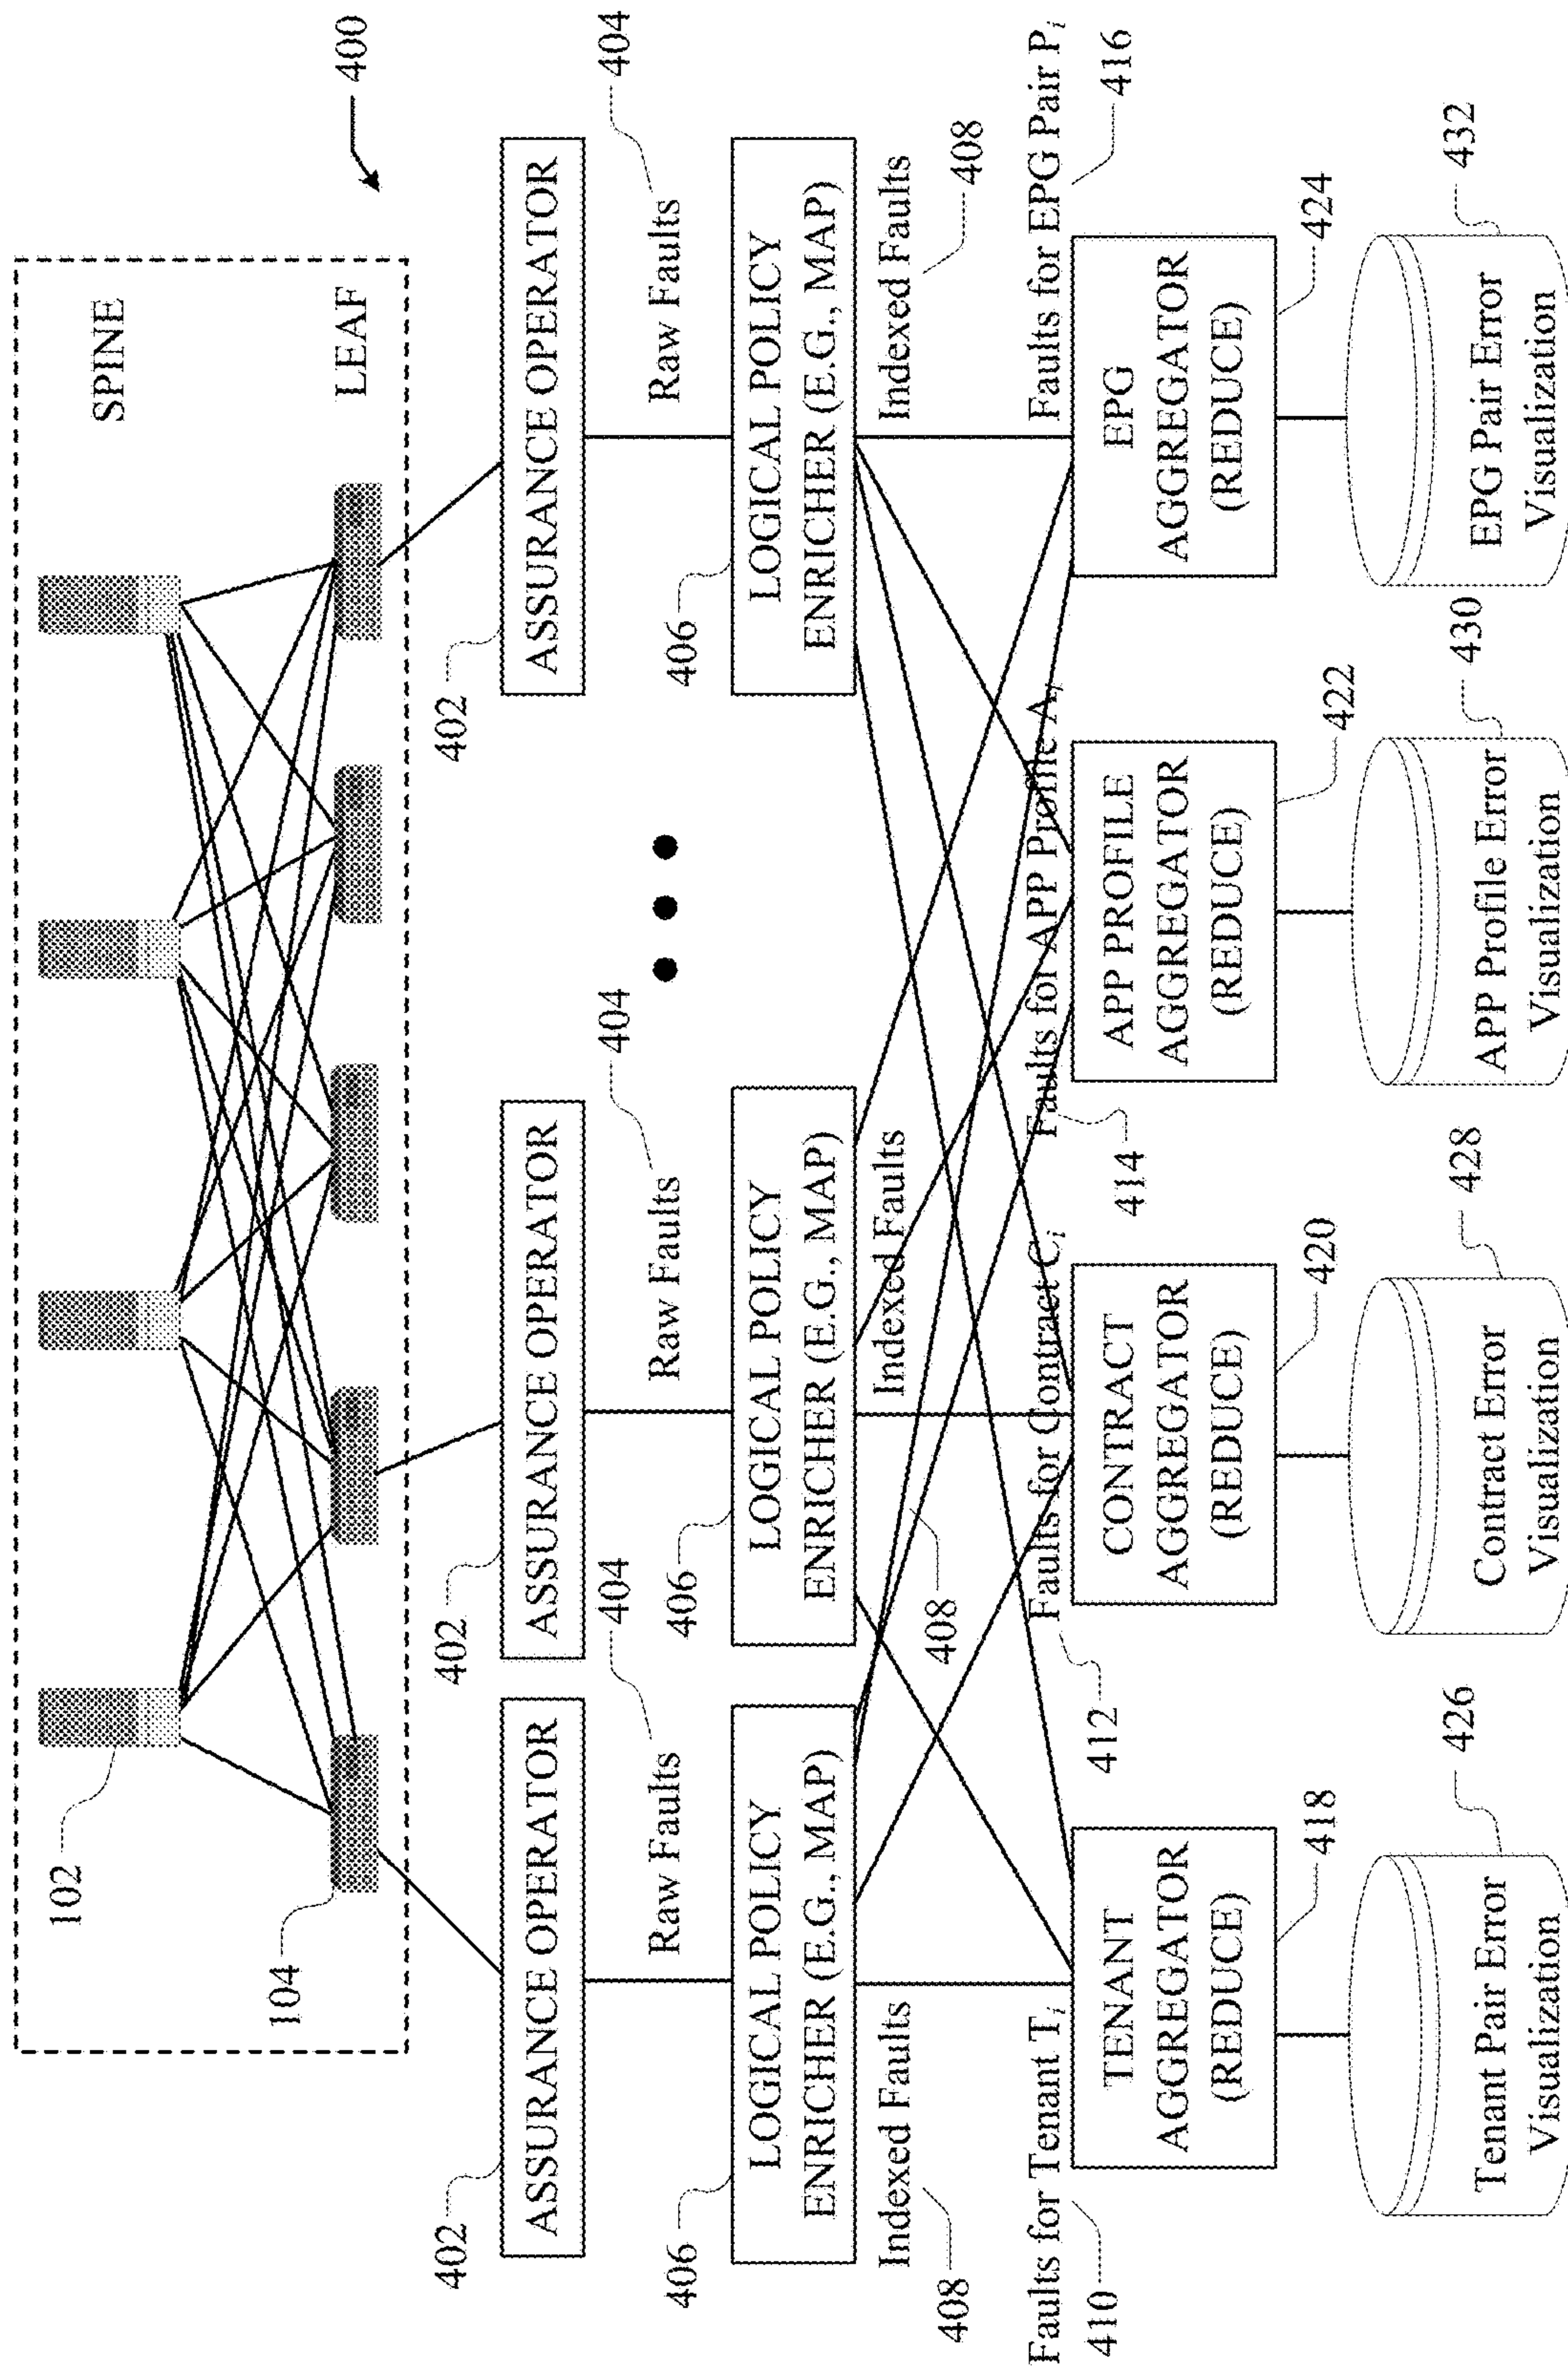 SPINE
102
LEAF
104
400
402
402
402
ASSURANCE OPERATOR
ASSURANCE OPERATOR
ASSURANCE OPERATOR
404
404
404
Raw Faults
Raw Faults
Raw Faults
406
406
406
LOGICAL POLICY
ENRICHER (E.G., MAP)
LOGICAL POLICY
ENRICHER (E.G., MAP)
LOGICAL POLICY
ENRICHER (E.G., MAP)
Indexed Faults
Indexed Faults
Indexed Faults
408
408
408
Faults for Tenant Ti
Faults for Contract Ci
Faults for APP Profile Ai
Faults for EPG Pair Pi
410
412
414
416
TENANT
AGGREGATOR
(REDUCE)
CONTRACT
AGGREGATOR
(REDUCE)
APP PROFILE
AGGREGATOR
(REDUCE)
EPG
AGGREGATOR
(REDUCE)
418
420
422
424
426
428
430
432
Tenant Pair Error
Visualization
Contract Error
Visualization
APP Profile Error
Visualization
EPG Pair Error
Visualization